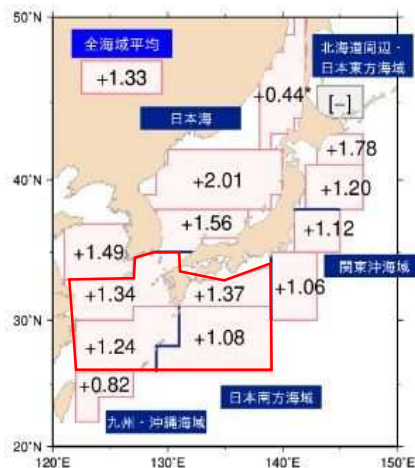 50°N
40°N
30°N
20°N
120°E
130°E
140°E
150°E
全海域平均
+1.33
北海道周辺・
日本東方海域
[−]
日本海
+0.44*
+1.78
+2.01
+1.20
+1.56
+1.12
+1.49
関東沖海域
+1.34
+1.37
+1.06
+1.24
+1.08
+0.82
日本南方海域
九州・沖縄海域